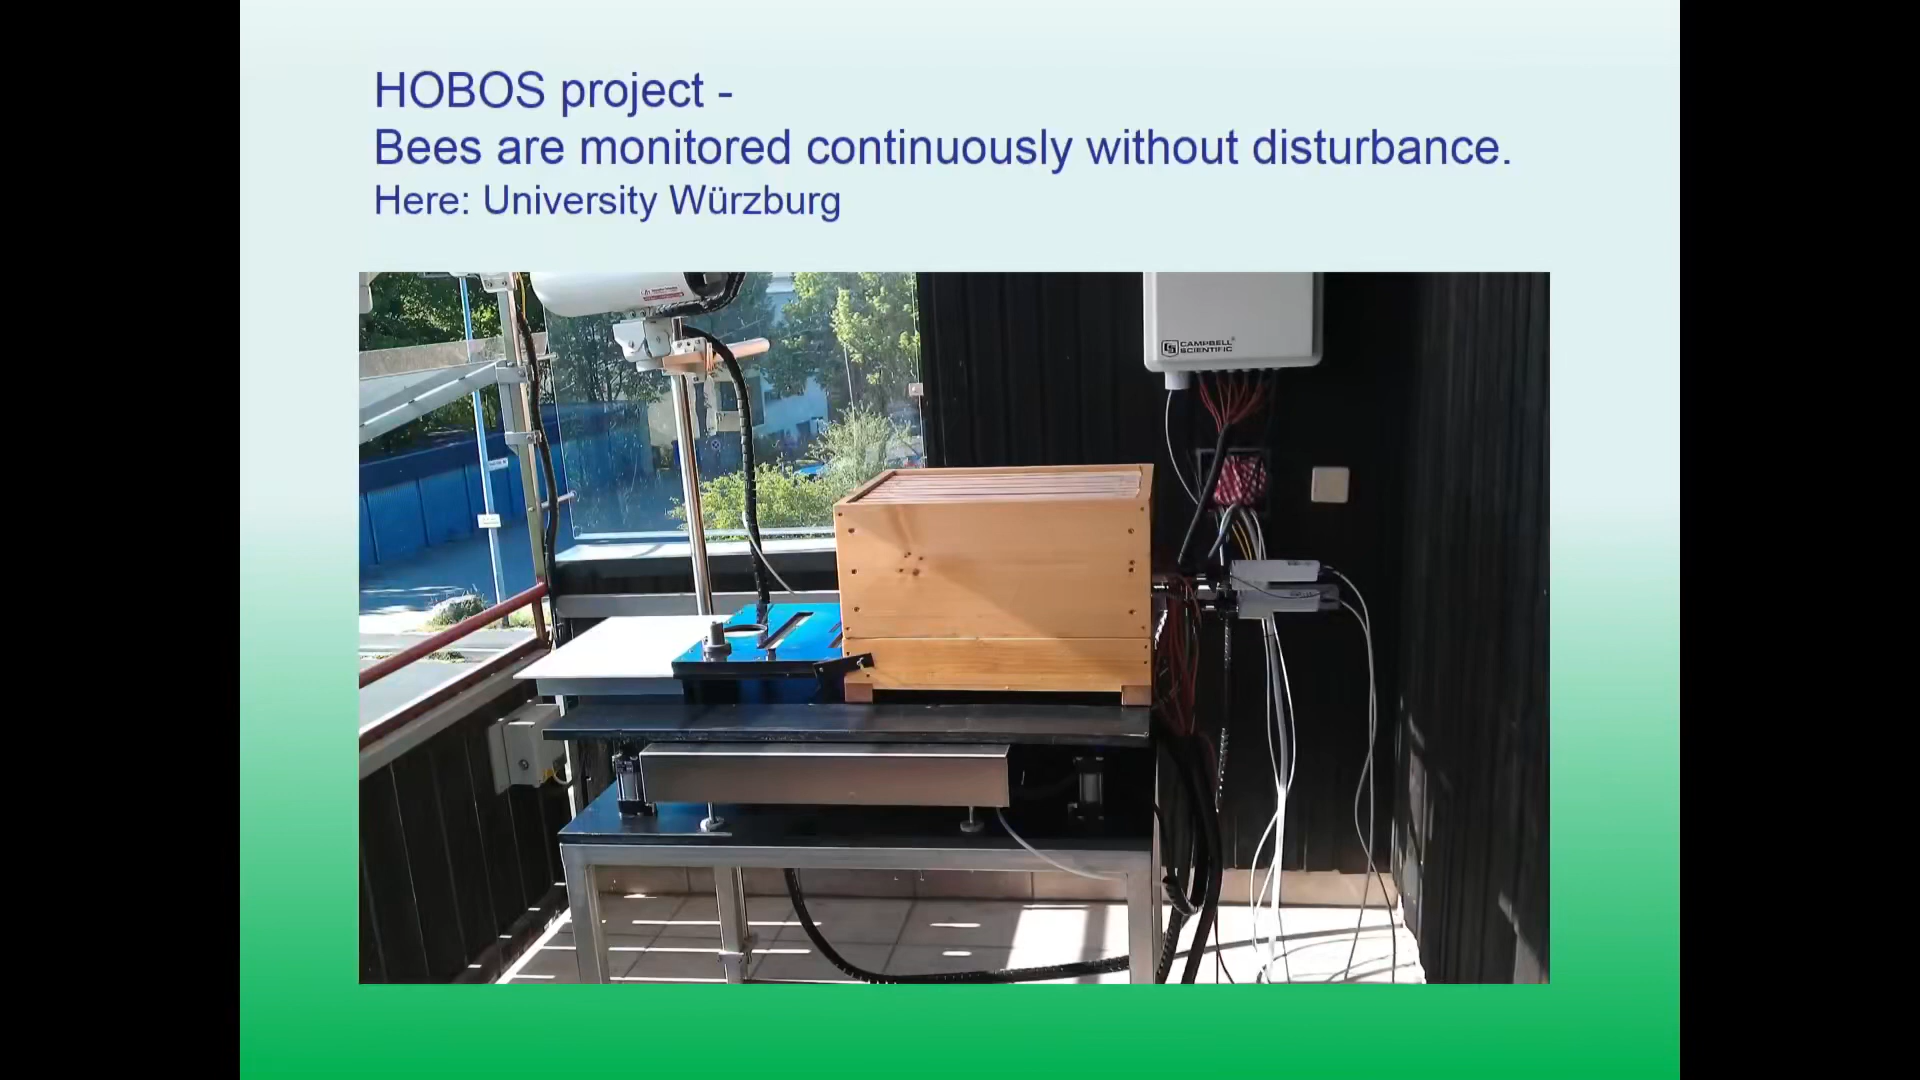 HOBOS project -
Bees are monitored continuously without disturbance.
Here: University Würzburg
CAMPBELL
SCIENTIFIC